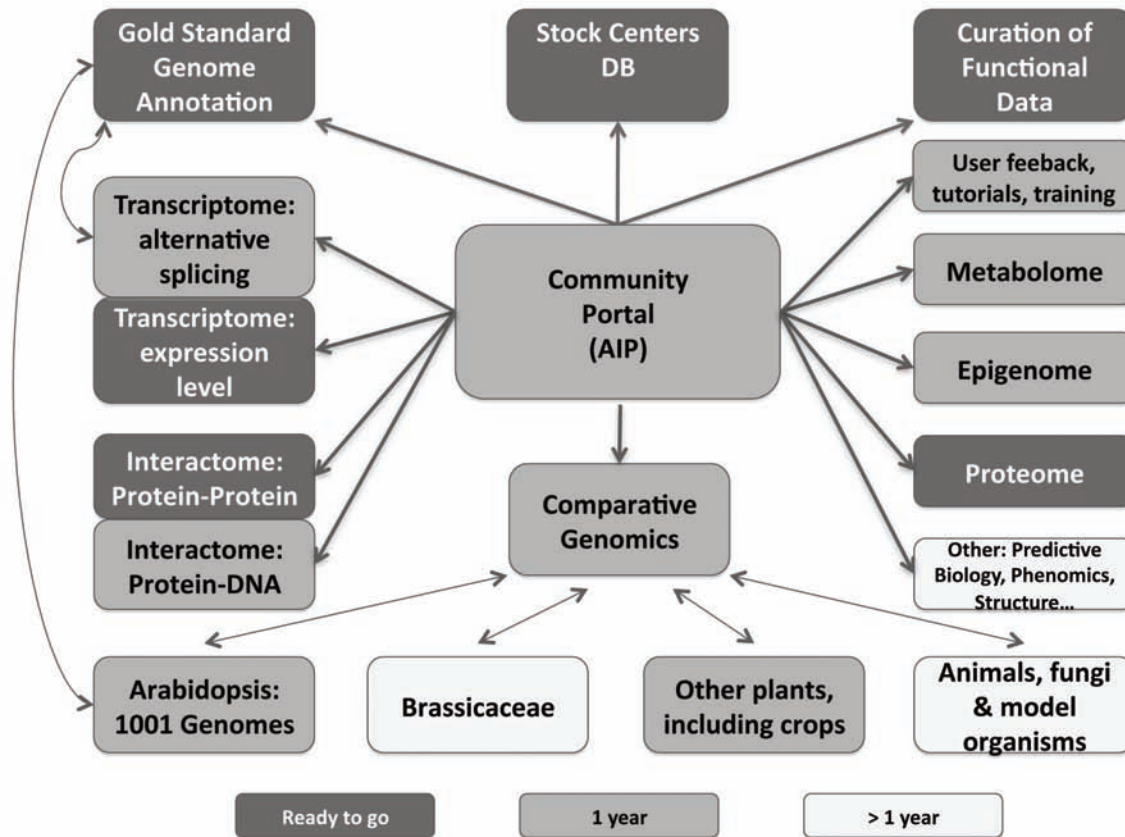 Gold Standard
Genome
Annotation
Stock Centers
DB
Curation of
Functional
Data
User feeback,
tutorials, training
Transcriptome:
alternative
splicing
Metabolome
Community
Portal
(AIP)
Transcriptome:
expression
level
Epigenome
Interactome:
Protein-Protein
Proteome
Comparative
Genomics
Interactome:
Protein-DNA
Other: Predictive
Biology, Phenomics,
Structure...
Arabidopsis:
1001 Genomes
Brassicaceae
Other plants,
including crops
Animals, fungi
& model
organisms
Ready to go
1 year
> 1 year